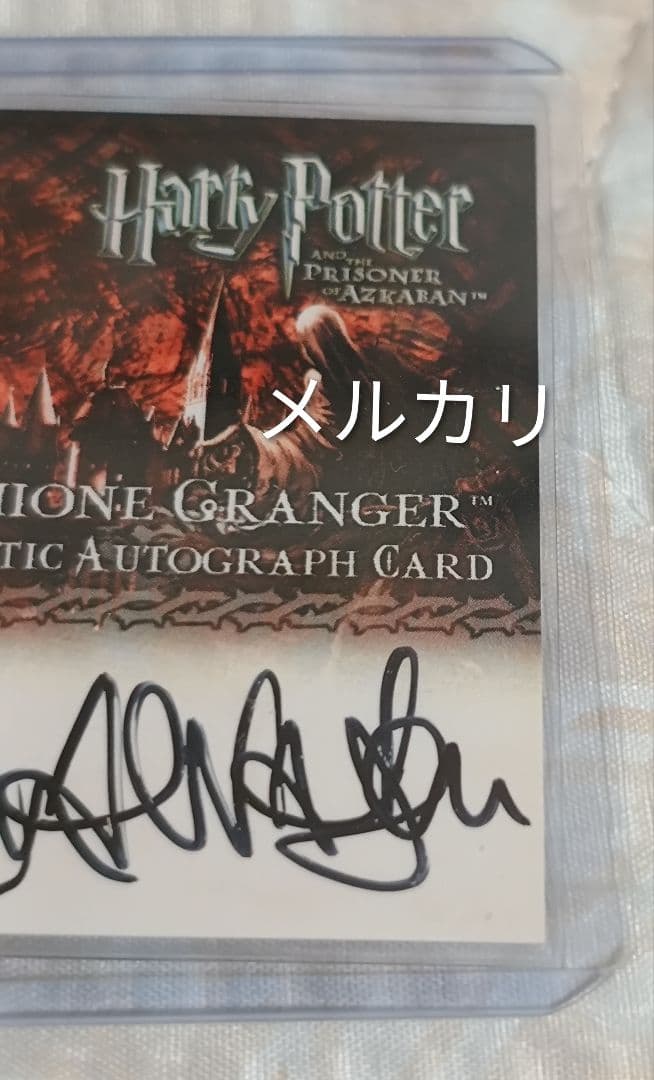 Harry Potter
AND THE
PRISONER
OF AZKABAN™
メルカリ
IONE GRANGER™
TIC AUTOGRAPH CARD